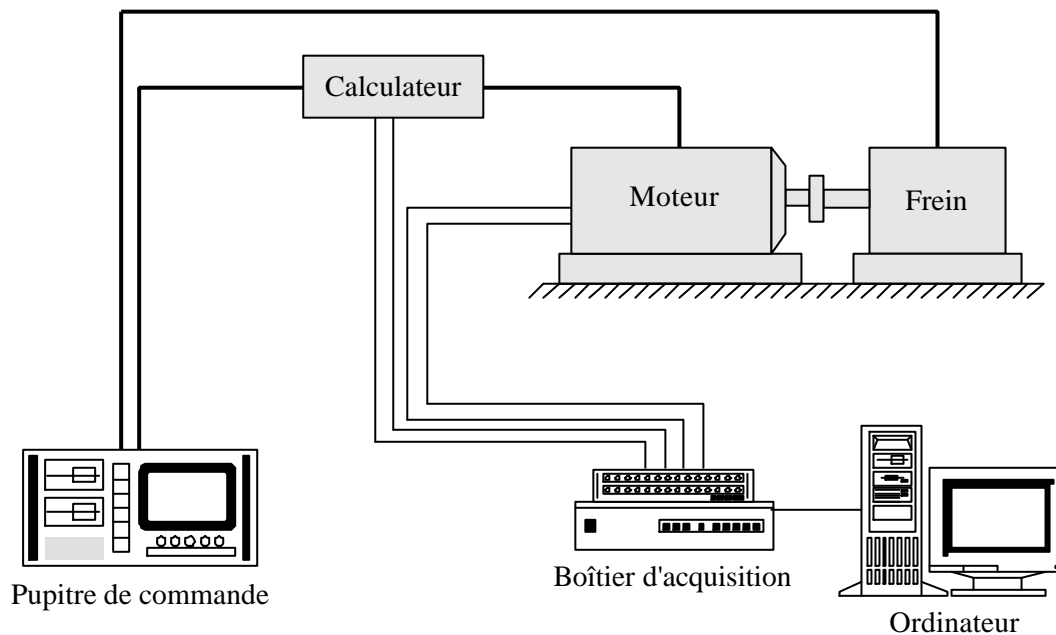 Calculateur
Moteur
Frein
Pupitre de commande
Boîtier d'acquisition
Ordinateur